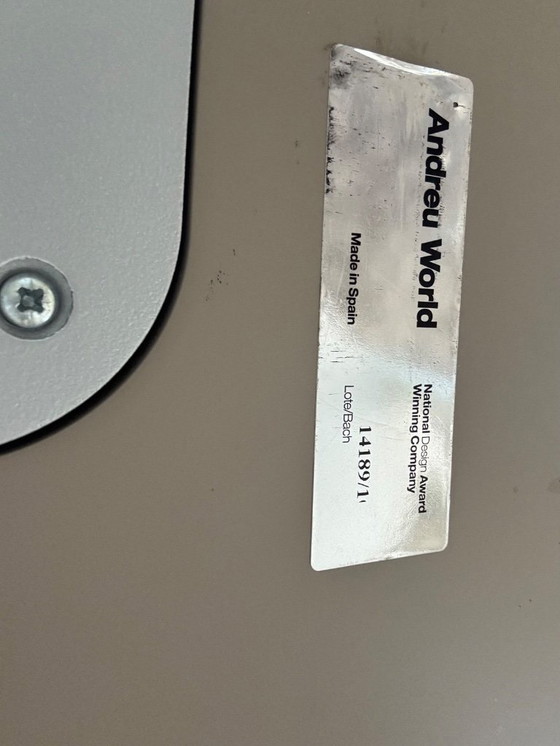 Andreu World
National Design Award
Winning Company
Made in Spain
Lote/Bach